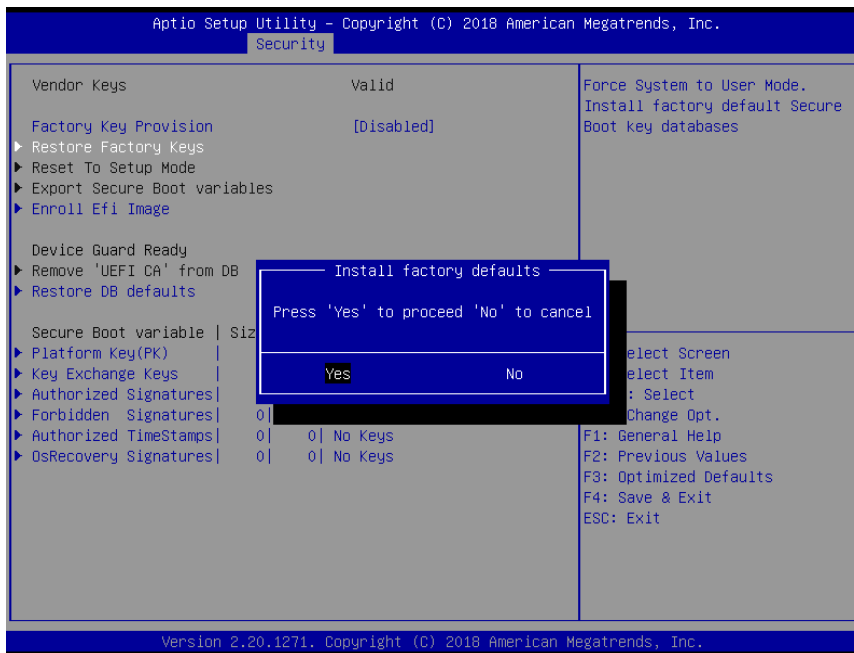 Aptio Setup Utility – Copyright (C) 2018 American Megatrends, Inc.
Security
Vendor Keys Valid
Factory Key Provision [Disabled]
Restore Factory Keys
Reset To Setup Mode
Export Secure Boot variables
Enroll Efi Image
Device Guard Ready
Remove 'UEFI CA' from DB
Restore DB defaults
Secure Boot variable | Siz
Platform Key(PK) |
Key Exchange Keys |
Authorized Signatures|
Forbidden Signatures| 0|
Authorized TimeStamps| 0| 0| No Keys
OsRecovery Signatures| 0| 0| No Keys
Install factory defaults
Press 'Yes' to proceed 'No' to cancel
Yes No
Force System to User Mode.
Install factory default Secure
Boot key databases
elect Screen
elect Item
: Select
Change Opt.
F1: General Help
F2: Previous Values
F3: Optimized Defaults
F4: Save & Exit
ESC: Exit
Version 2.20.1271. Copyright (C) 2018 American Megatrends, Inc.